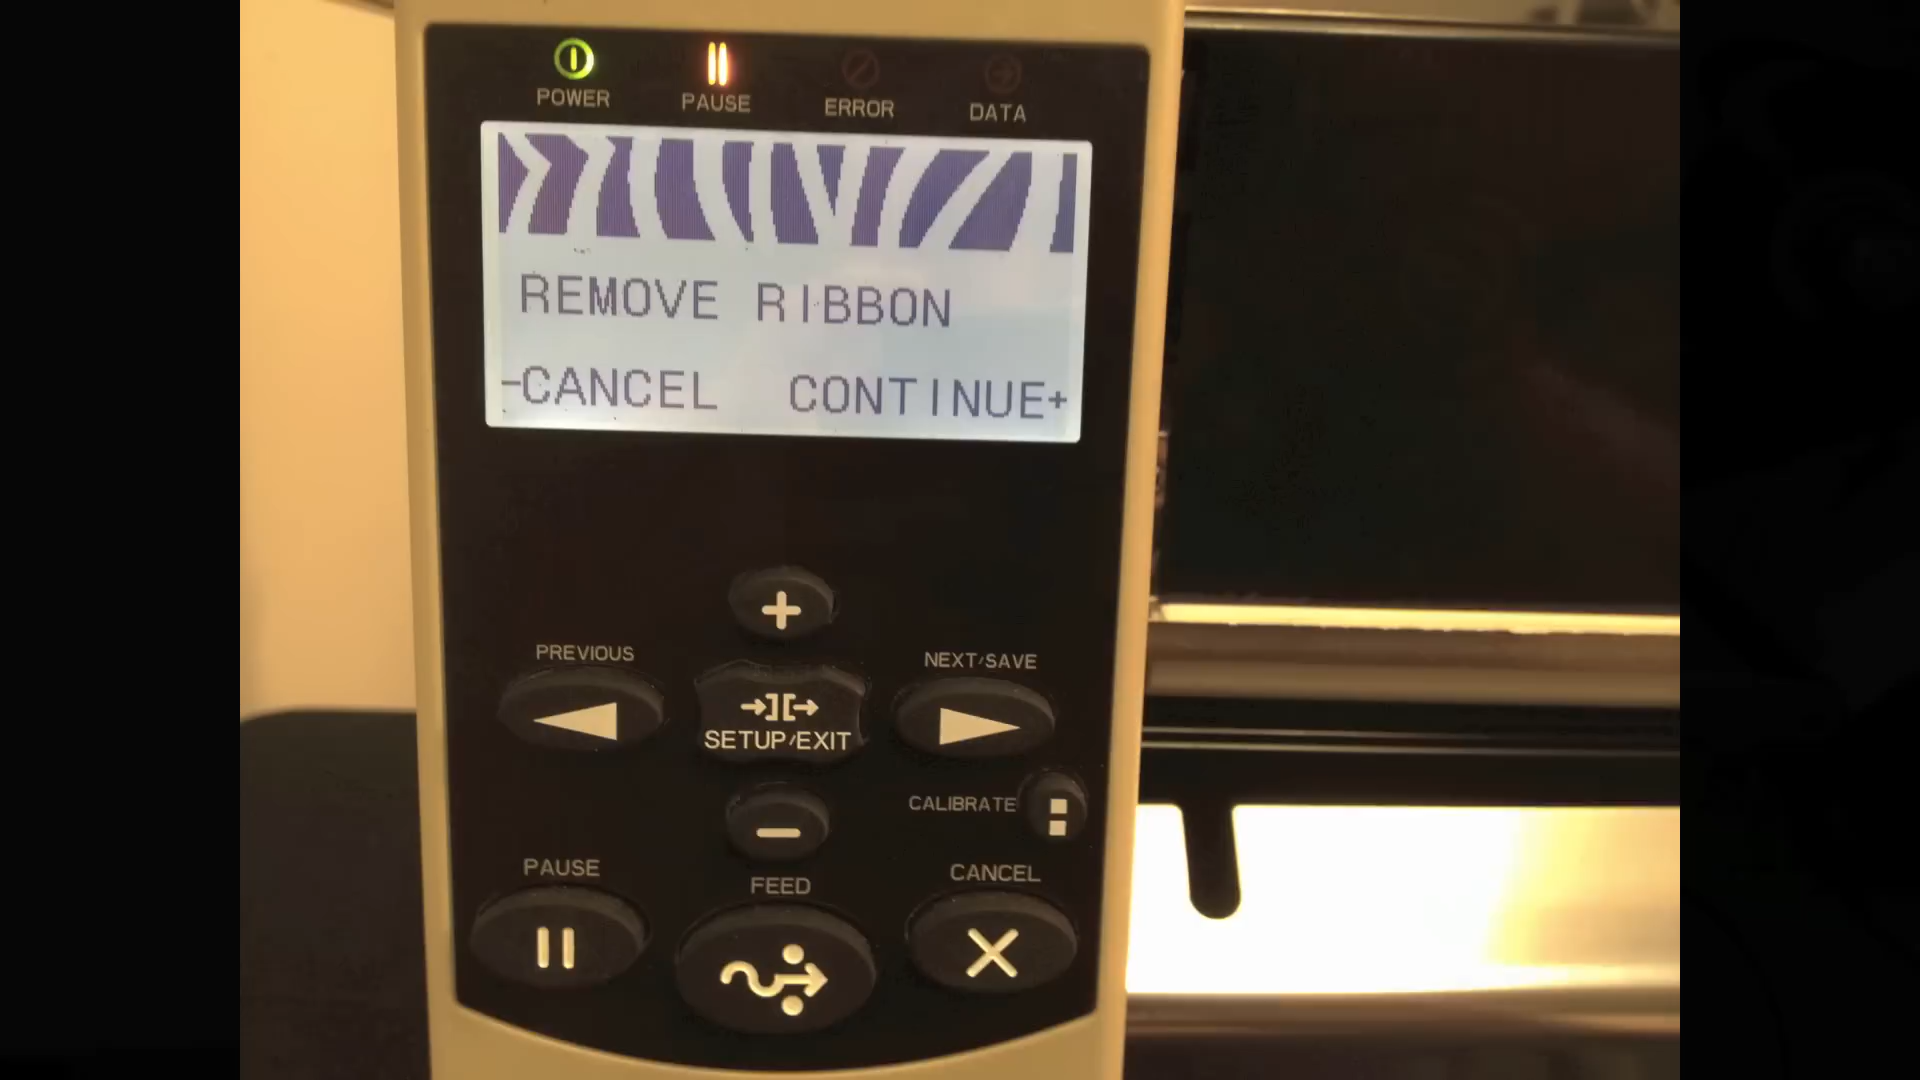 POWER PAUSE ERROR DATA
REMOVE RIBBON
-CANCEL CONTINUE+
+
PREVIOUS NEXT/SAVE
SETUP/EXIT
CALIBRATE
PAUSE FEED CANCEL